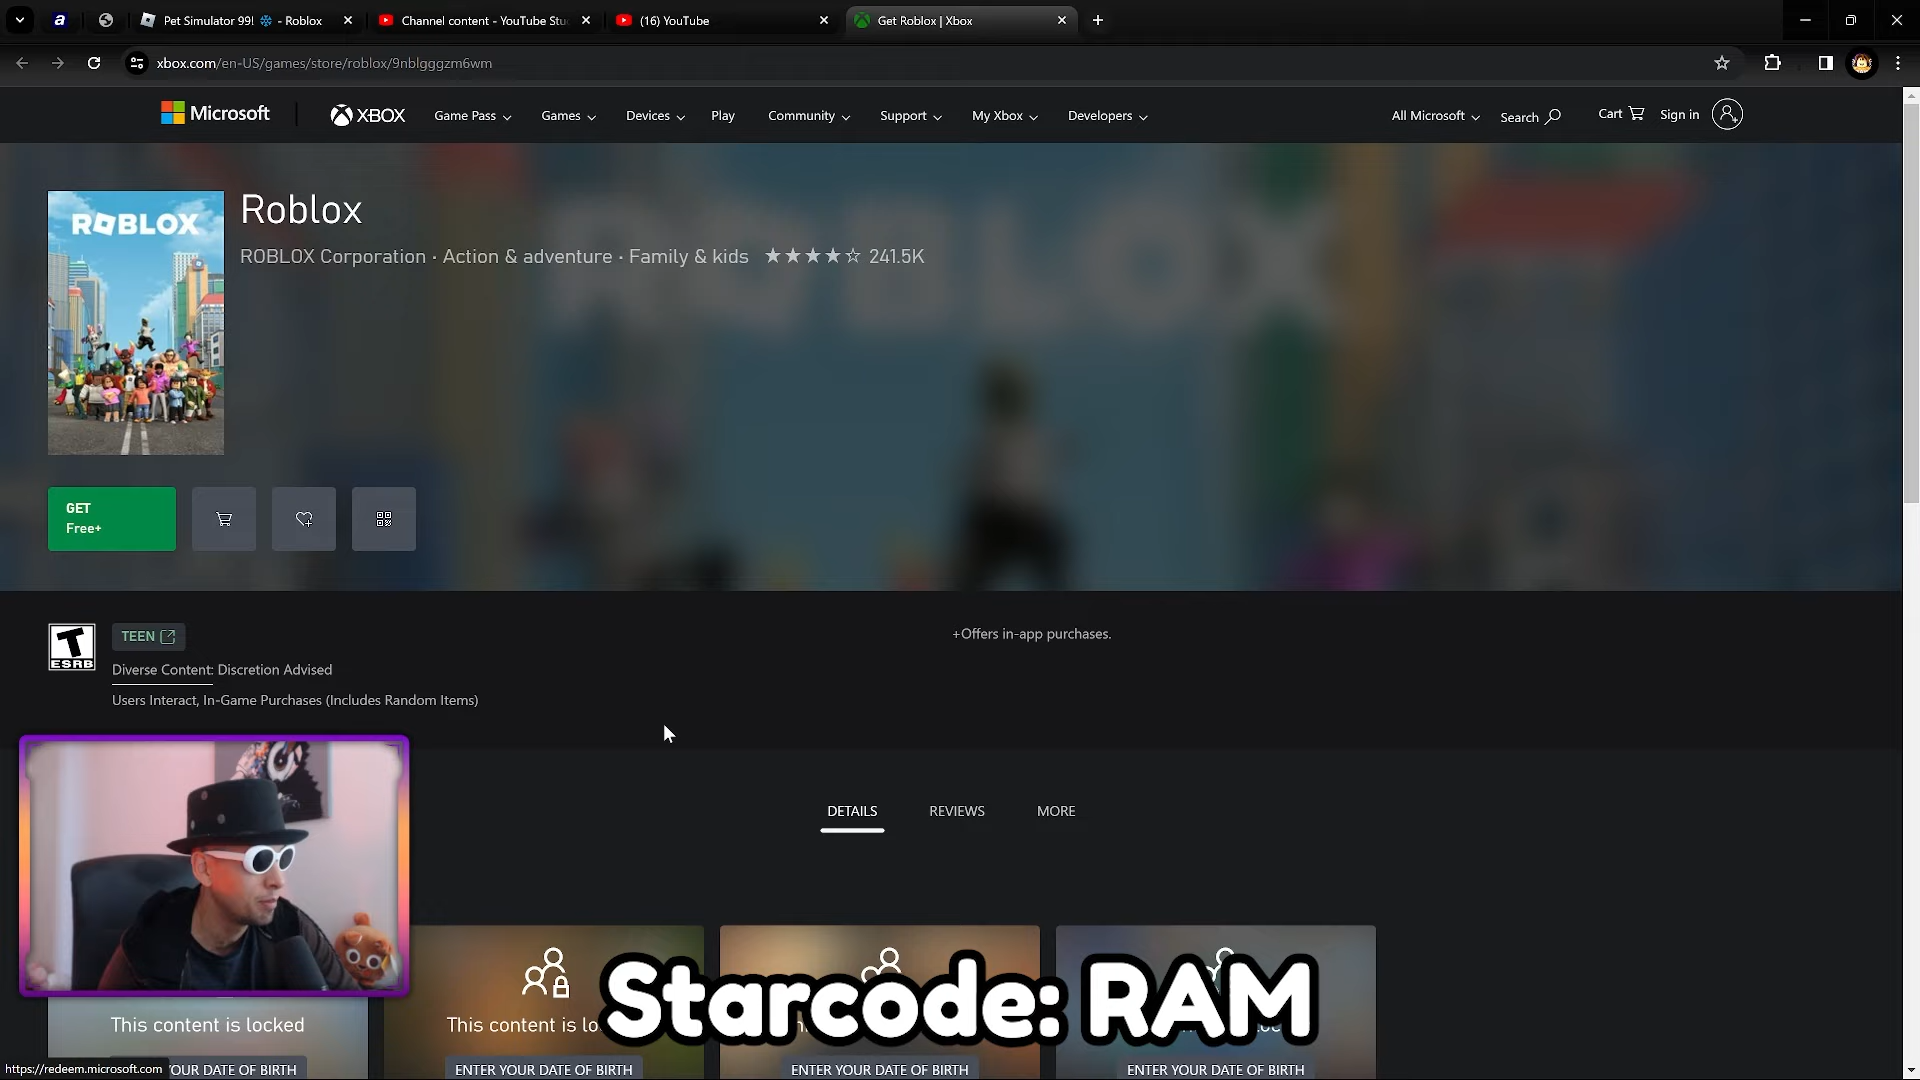 Pet Simulator 99! - Roblox
Channel content - YouTube Stu
(16) YouTube
Get Roblox | Xbox
xbox.com/en-US/games/store/roblox/9nblgggzm6wm
Microsoft
XBOX
Game Pass
Games
Devices
Play
Community
Support
My Xbox
Developers
All Microsoft
Search
Cart
Sign in
ROBLOX
Roblox
ROBLOX Corporation · Action & adventure · Family & kids ★★★★☆ 241.5K
GET
Free+
T
ESRB
TEEN
Diverse Content: Discretion Advised
Users Interact, In-Game Purchases (Includes Random Items)
+Offers in-app purchases.
DETAILS
REVIEWS
MORE
This content is locked
This content is lo
Starcode: RAM
https://redeem.microsoft.com
OUR DATE OF BIRTH
ENTER YOUR DATE OF BIRTH
ENTER YOUR DATE OF BIRTH
ENTER YOUR DATE OF BIRTH